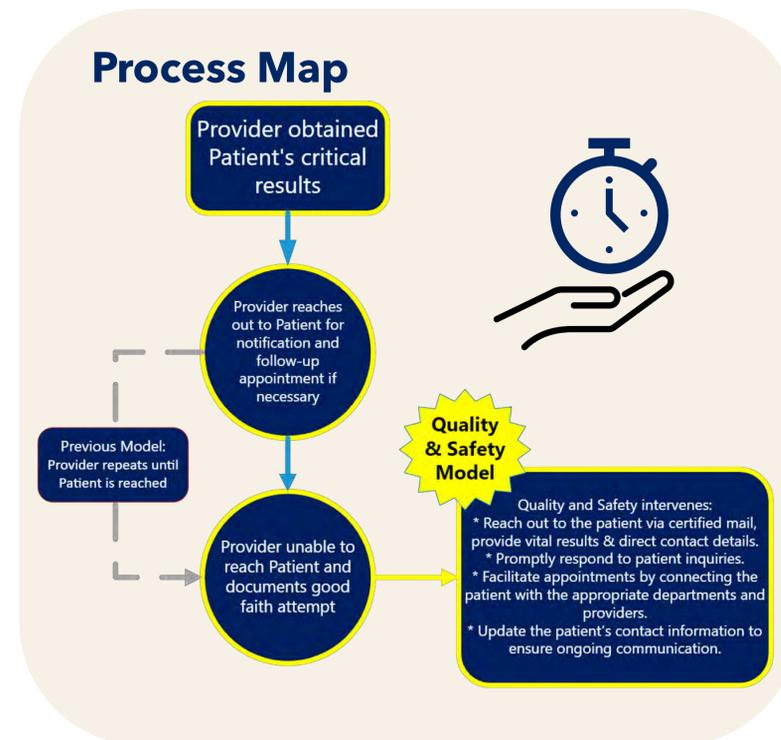 Process Map
Provider obtained
Patient's critical
results
Provider reaches
out to Patient for
notification and
follow-up
appointment if
necessary
Previous Model:
Provider repeats until
Patient is reached
Provider unable to
reach Patient and
documents good
faith attempt
Quality
& Safety
Model
Quality and Safety intervenes:
* Reach out to the patient via certified mail,
provide vital results & direct contact details.
* Promptly respond to patient inquiries.
* Facilitate appointments by connecting the
patient with the appropriate departments and
providers.
* Update the patient's contact information to
ensure ongoing communication.